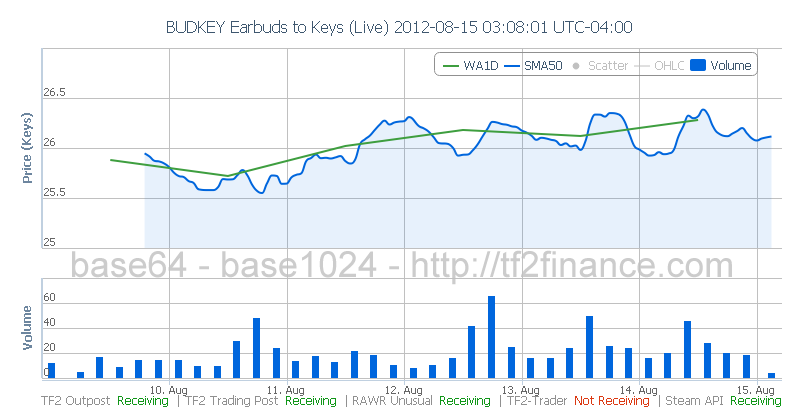 BUDKEY Earbuds to Keys (Live) 2012-08-15 03:08:01 UTC-04:00
WA1D SMA50 Scatter OHLC Volume
Price (Keys)
26.5
26
25.5
25
base64 - base1024 - http://tf2finance.com
Volume
60
40
20
0
10. Aug 11. Aug 12. Aug 13. Aug 14. Aug 15. Aug
TF2 Outpost Receiving | TF2 Trading Post Receiving | RAWR Unusual Receiving | TF2-Trader Not Receiving | Steam API Receiving